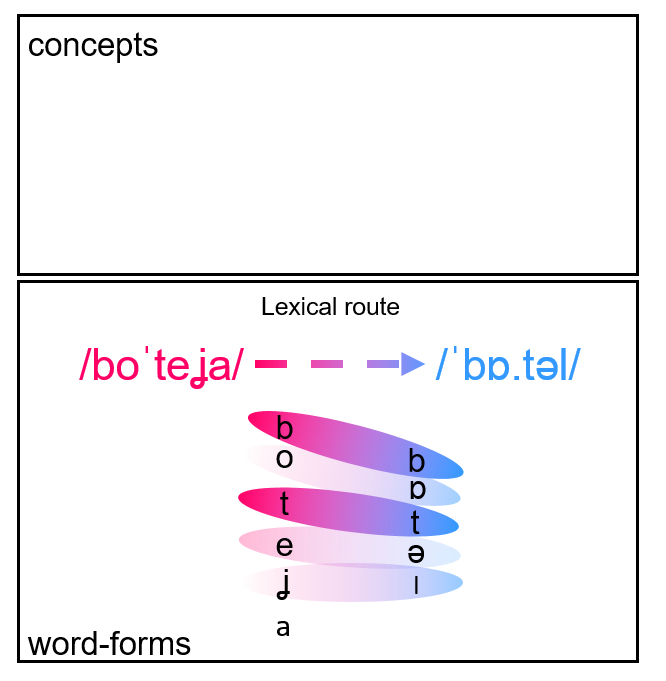 concepts
Lexical route
/boˈteʝa/ /ˈbɒ.təl/
b
o b
ɒ
t t
e ə
ʝ l
a
word-forms